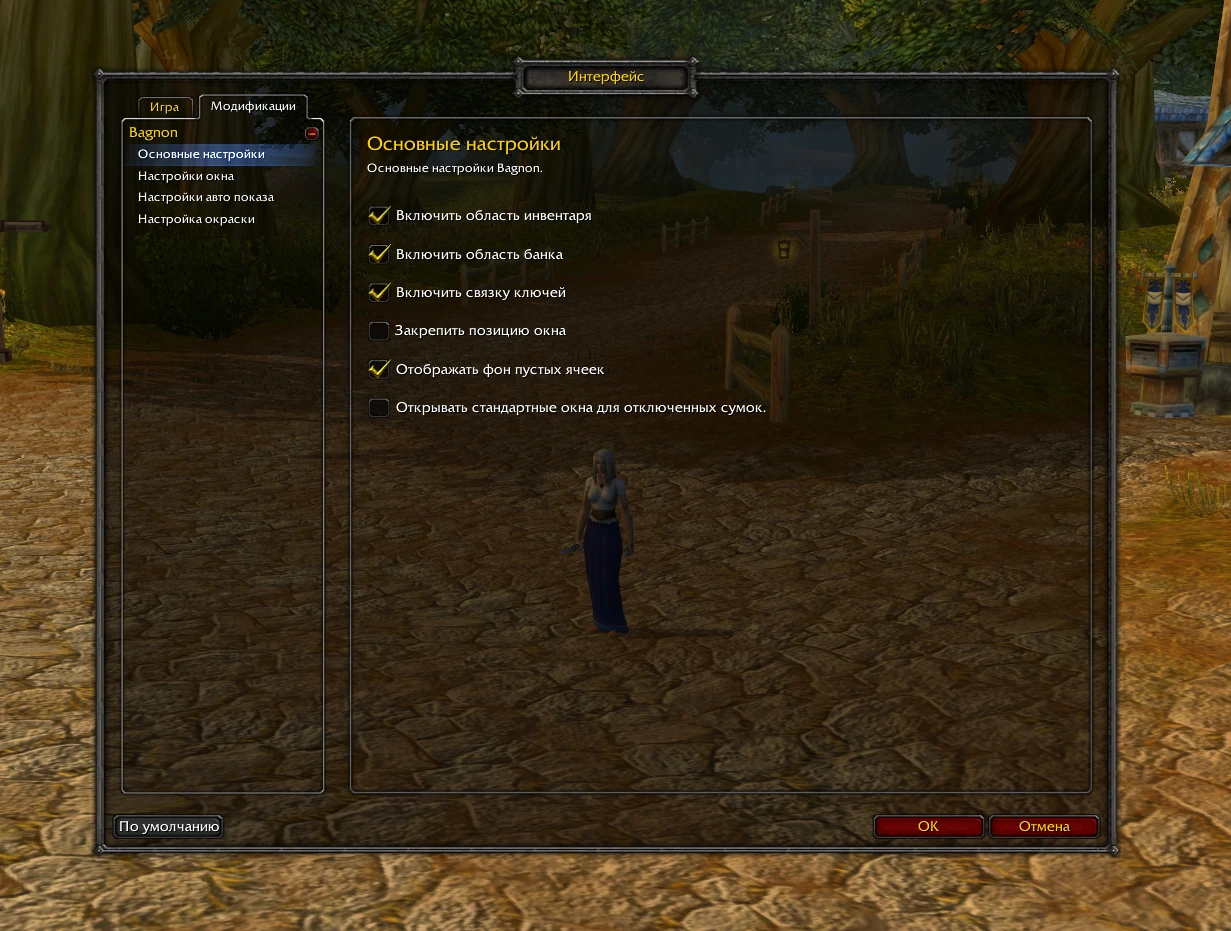 Интерфейс
Игра
Модификации
Bagnon
Основные настройки
Настройки окна
Настройки авто показа
Настройка окраски
Основные настройки
Основные настройки Bagnon.
Включить область инвентаря
Включить область банка
Включить связку ключей
Закрепить позицию окна
Отображать фон пустых ячеек
Открывать стандартные окна для отключенных сумок.
По умолчанию
ОК
Отмена